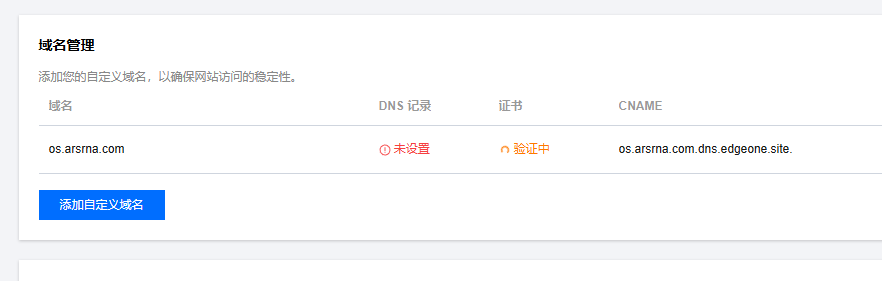 域名管理
添加您的自定义域名，以确保网站访问的稳定性。
域名 DNS 记录 证书 CNAME
os.arsrna.com 未设置 验证中 os.arsrna.com.dns.edgeone.site.
添加自定义域名